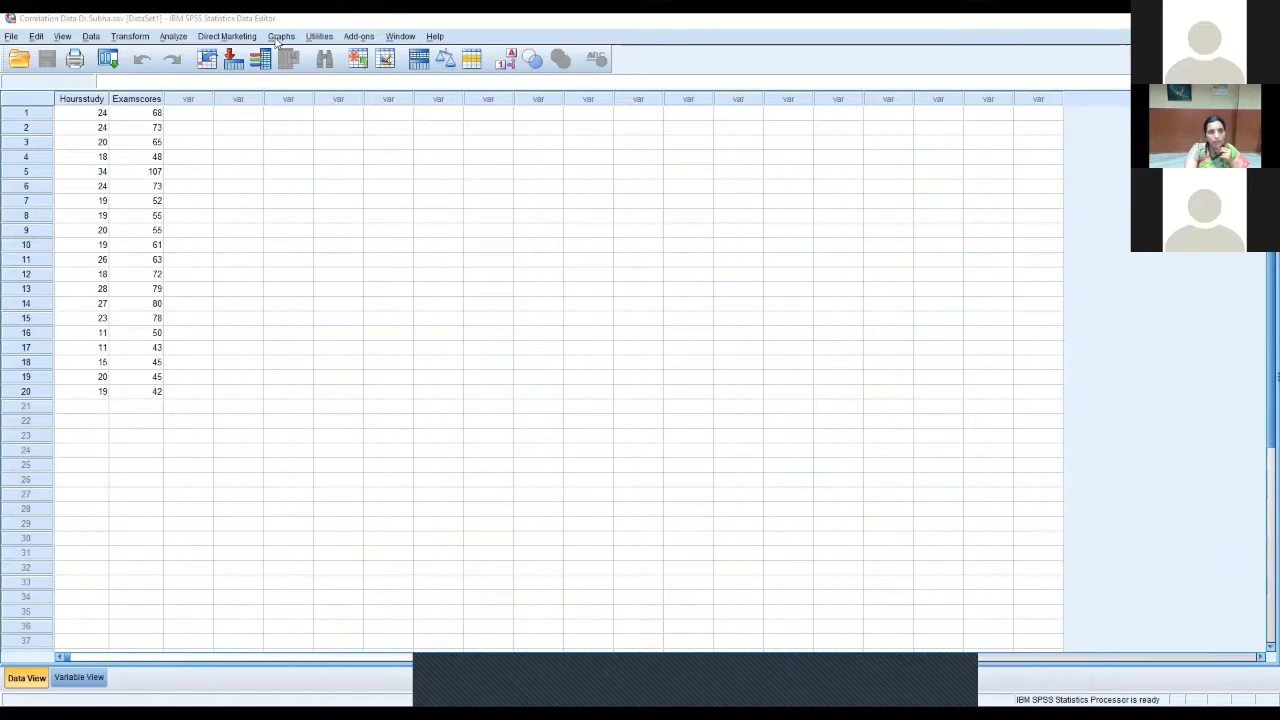 Correlation Data Dr.Subha.sav [DataSet1] - IBM SPSS Statistics Data Editor
File Edit View Data Transform Analyze Direct Marketing Graphs Utilities Add-ons Window Help
Hoursstudy Examscores var var var var var var var var var var var var var var var var var var
1 24 68
2 24 73
3 20 65
4 18 48
5 34 107
6 24 73
7 19 52
8 19 55
9 20 55
10 19 61
11 26 63
12 18 72
13 28 79
14 27 80
15 23 78
16 11 50
17 11 43
18 15 45
19 20 45
20 19 42
21
22
23
24
25
26
27
28
29
30
31
32
33
34
35
36
37
Data View Variable View
IBM SPSS Statistics Processor is ready